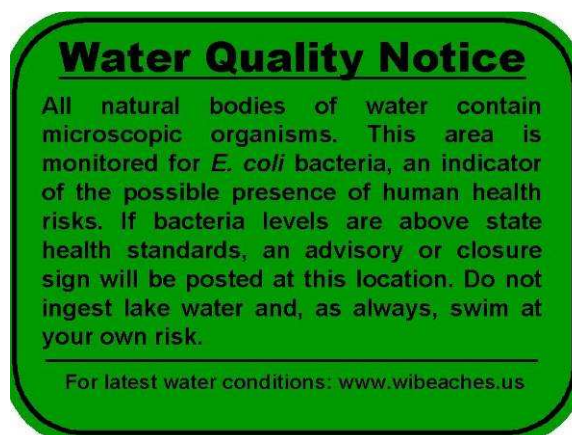 Water Quality Notice
All natural bodies of water contain
microscopic organisms. This area is
monitored for E. coli bacteria, an indicator
of the possible presence of human health
risks. If bacteria levels are above state
health standards, an advisory or closure
sign will be posted at this location. Do not
ingest lake water and, as always, swim at
your own risk.
For latest water conditions: www.wibeaches.us